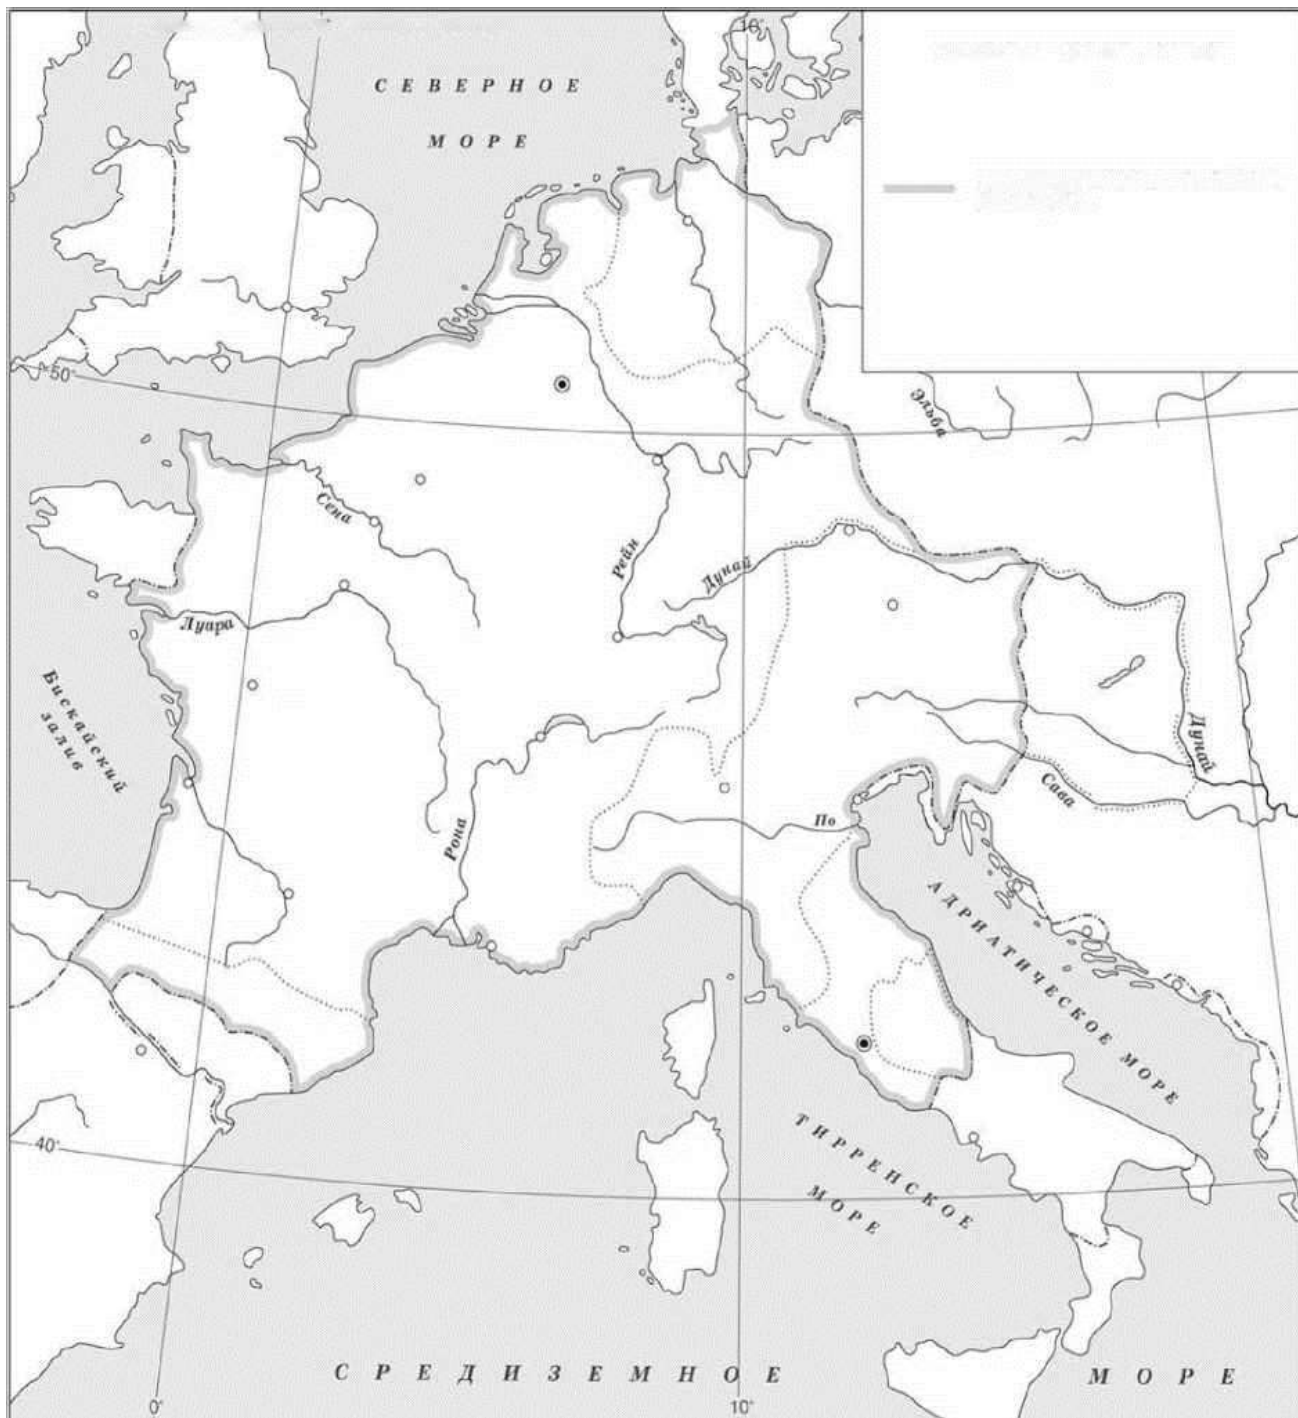 10°
СЕВЕРНОЕ
МОРЕ
50°
Эльба
Сена
Рейн
Дунай
Луара
Бискайский
залив
Дунай
Сава
Рона
По
АДРИАТИЧЕСКОЕ МОРЕ
40°
ТИРРЕНСКОЕ
МОРЕ
СРЕДИЗЕМНОЕ МОРЕ
0°
10°